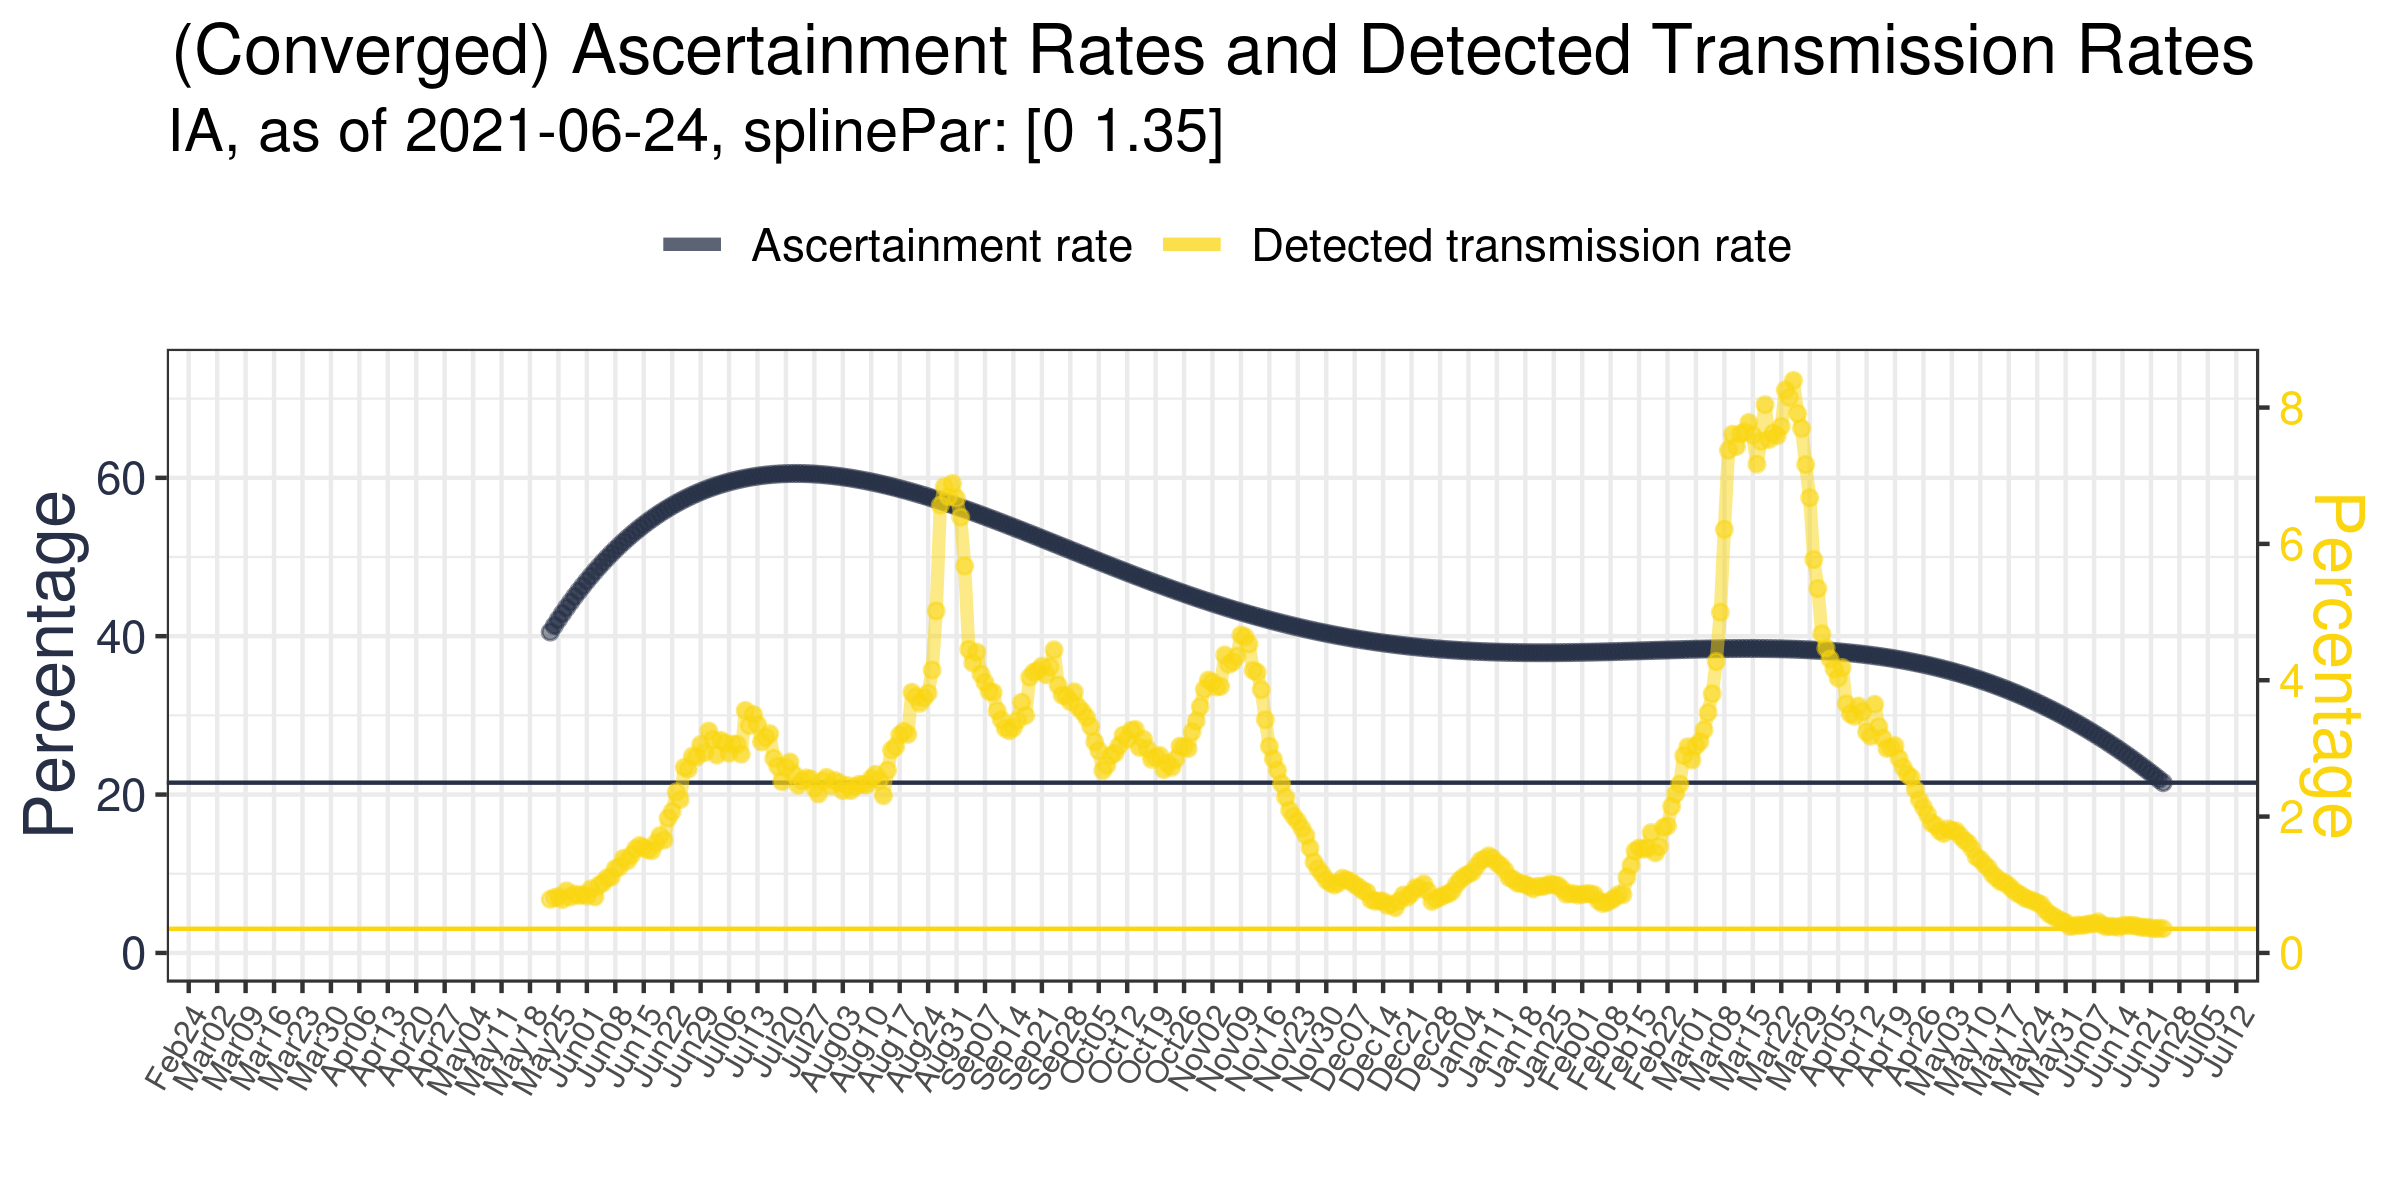 (Converged) Ascertainment Rates and Detected Transmission Rates
IA, as of 2021-06-24, splinePar: [0 1.35]
Ascertainment rate
Detected transmission rate
Percentage
60
40
20
0
8
6
4
2
0
Percentage
Feb24
Mar02
Mar09
Mar16
Mar23
Mar30
Apr06
Apr13
Apr20
Apr27
May04
May11
May18
May25
Jun01
Jun08
Jun15
Jun22
Jun29
Jul06
Jul13
Jul20
Jul27
Aug03
Aug10
Aug17
Aug24
Aug31
Sep07
Sep14
Sep21
Sep28
Oct05
Oct12
Oct19
Oct26
Nov02
Nov09
Nov16
Nov23
Nov30
Dec07
Dec14
Dec21
Dec28
Jan04
Jan11
Jan18
Jan25
Feb01
Feb08
Feb15
Feb22
Mar01
Mar08
Mar15
Mar22
Mar29
Apr05
Apr12
Apr19
Apr26
May03
May10
May17
May24
May31
Jun07
Jun14
Jun21
Jun28
Jul05
Jul12